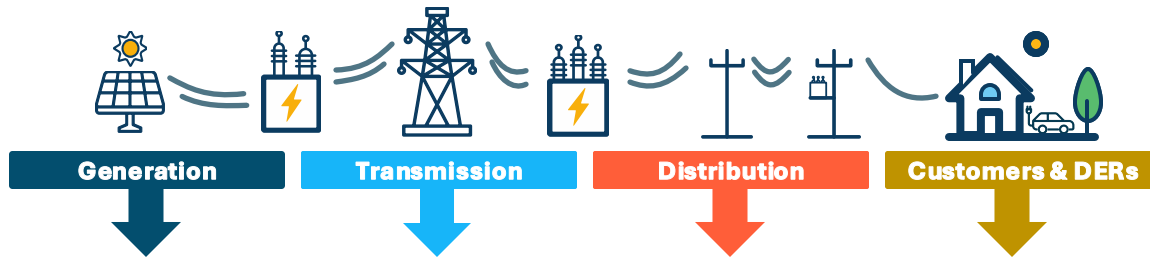 Generation
Transmission
Distribution
Customers & DERs